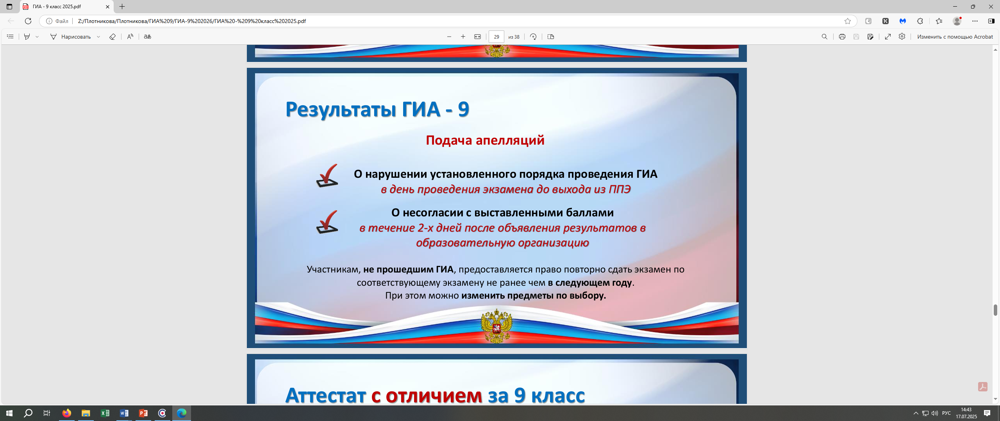 ГИА - 9 класс 2025.pdf
Файл
Z:/Плотникова/Плотникова/ГИА%209/ГИА-9%202026/ГИА%20-%209%20класс%202025.pdf
Нарисовать
29 из 38
Изменить с помощью Acrobat
Результаты ГИА - 9
Подача апелляций
О нарушении установленного порядка проведения ГИА
в день проведения экзамена до выхода из ППЭ
О несогласии с выставленными баллами
в течение 2-х дней после объявления результатов в
образовательную организацию
Участникам, не прошедшим ГИА, предоставляется право повторно сдать экзамен по
соответствующему экзамену не ранее чем в следующем году.
При этом можно изменить предметы по выбору.
Аттестат с отличием за 9 класс
РУС
14:43
17.07.2025